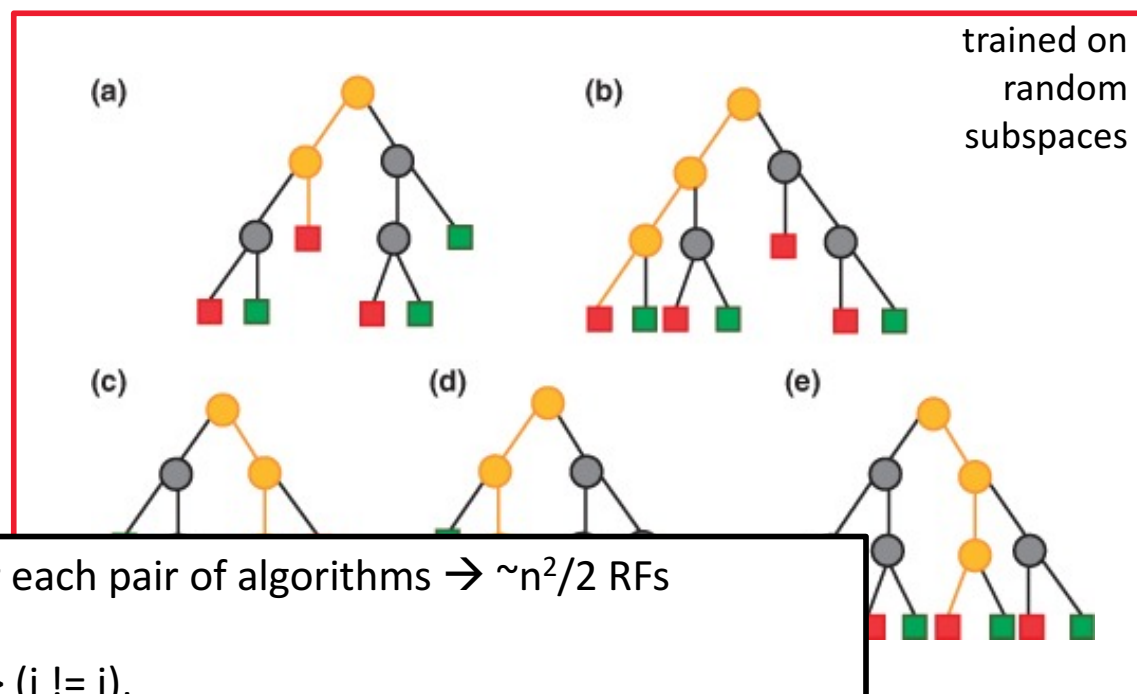 trained on
random
subspaces
(a)
(b)
(c)
(d)
(e)
each pair of algorithms → ~n²/2 RFs
(i != j).